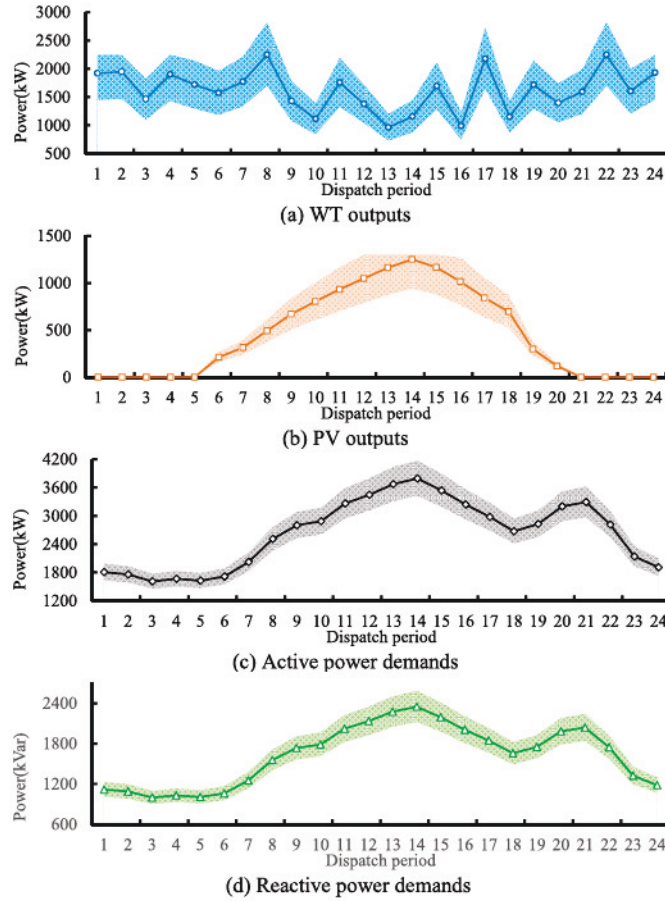 3000
2500
2000
1500
1000
500
Power(kW)
1 2 3 4 5 6 7 8 9 10 11 12 13 14 15 16 17 18 19 20 21 22 23 24
Dispatch period
(a) WT outputs
1500
1000
500
0
Power(kW)
1 2 3 4 5 6 7 8 9 10 11 12 13 14 15 16 17 18 19 20 21 22 23 24
Dispatch period
(b) PV outputs
4200
3600
3000
2400
1800
1200
Power(kW)
1 2 3 4 5 6 7 8 9 10 11 12 13 14 15 16 17 18 19 20 21 22 23 24
Dispatch period
(c) Active power demands
2400
1800
1200
600
Power(kVar)
1 2 3 4 5 6 7 8 9 10 11 12 13 14 15 16 17 18 19 20 21 22 23 24
Dispatch period
(d) Reactive power demands